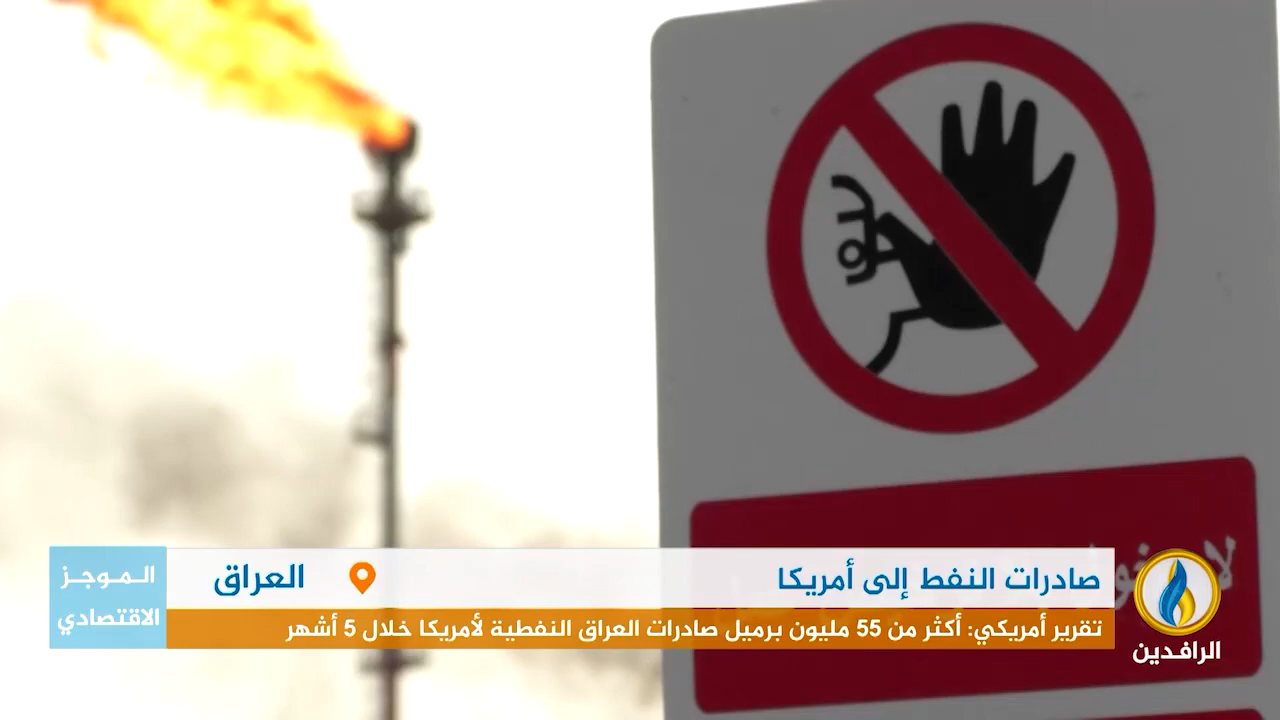 صادرات النفط إلى أمريكا
العراق
تقرير أمريكي: أكثر من 55 مليون برميل صادرات العراق النفطية لأمريكا خلال 5 أشهر
الـمـوجـز
الاقتصادي
الرافدين